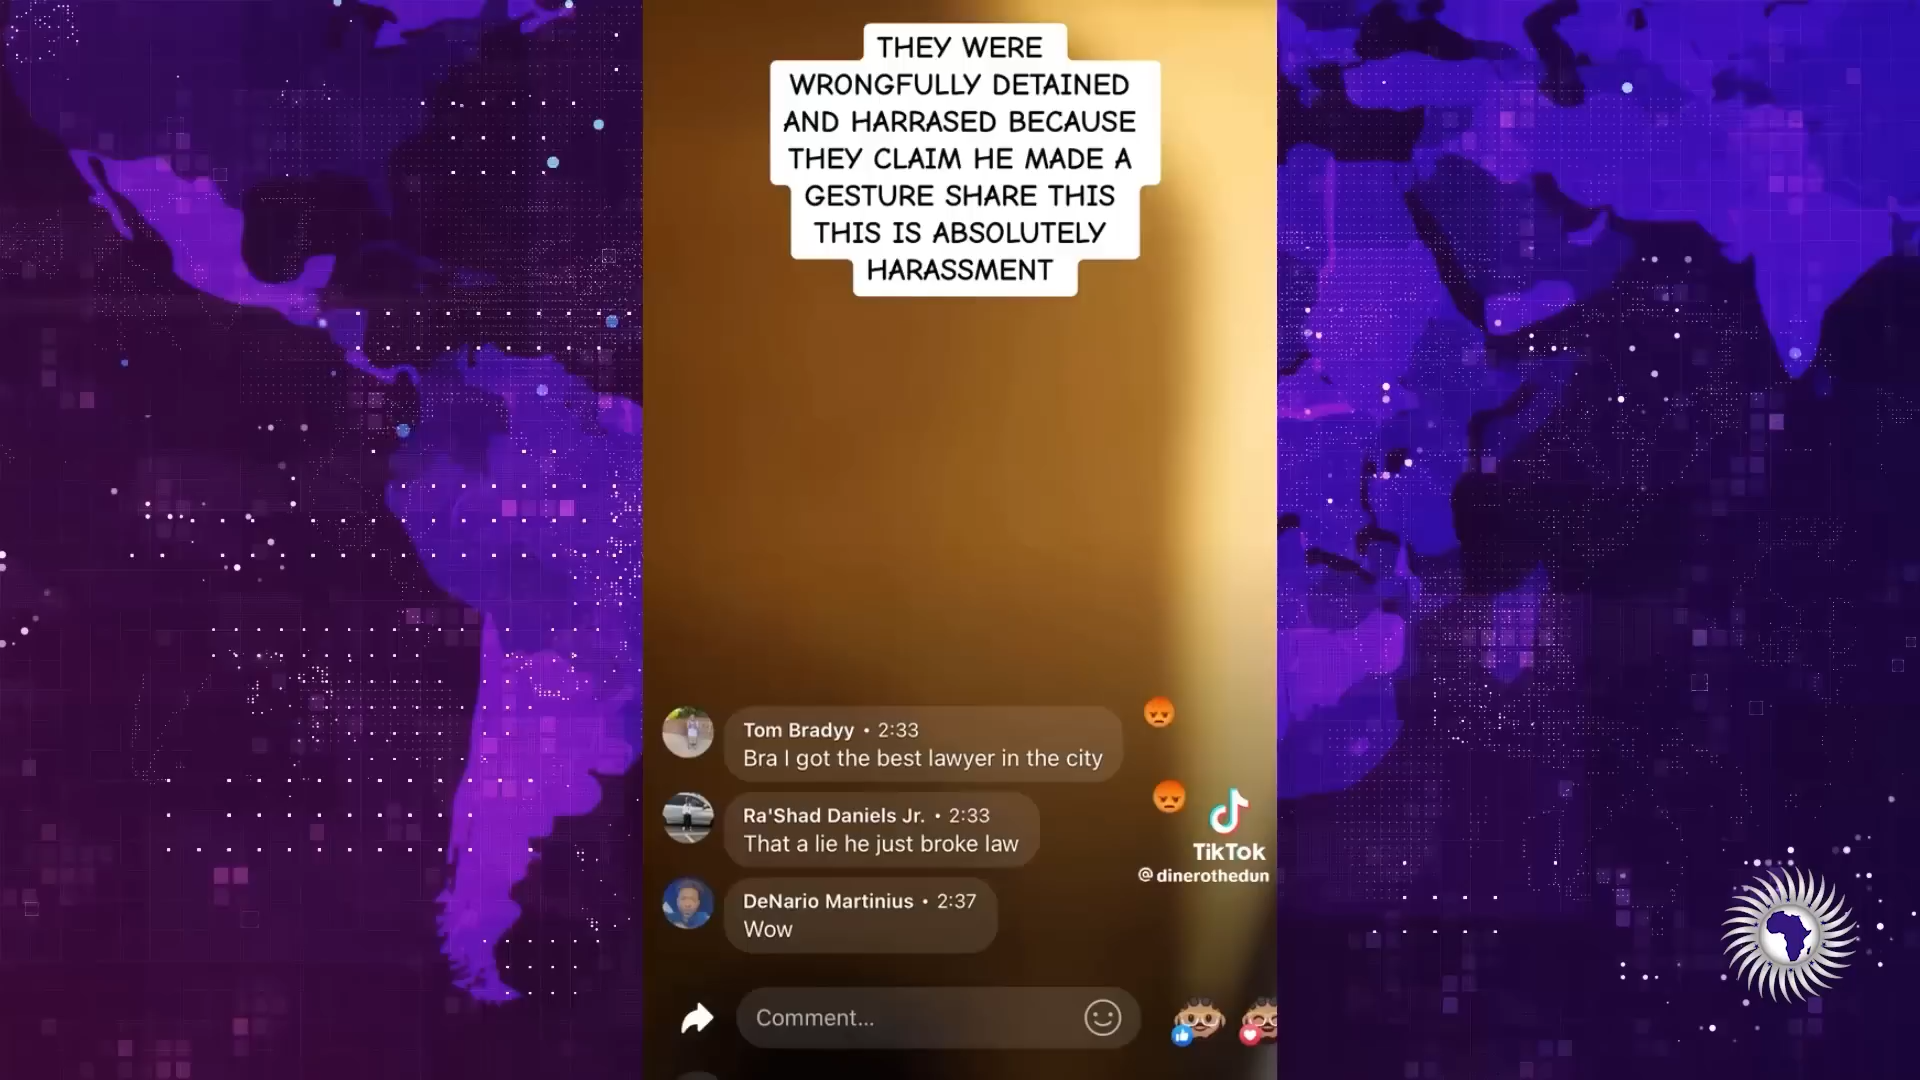 THEY WERE
WRONGFULLY DETAINED
AND HARRASED BECAUSE
THEY CLAIM HE MADE A
GESTURE SHARE THIS
THIS IS ABSOLUTELY
HARASSMENT
Tom Bradyy • 2:33
Bra I got the best lawyer in the city
Ra'Shad Daniels Jr. • 2:33
That a lie he just broke law
TikTok
@dinerothedun
DeNario Martinius • 2:37
Wow
Comment...